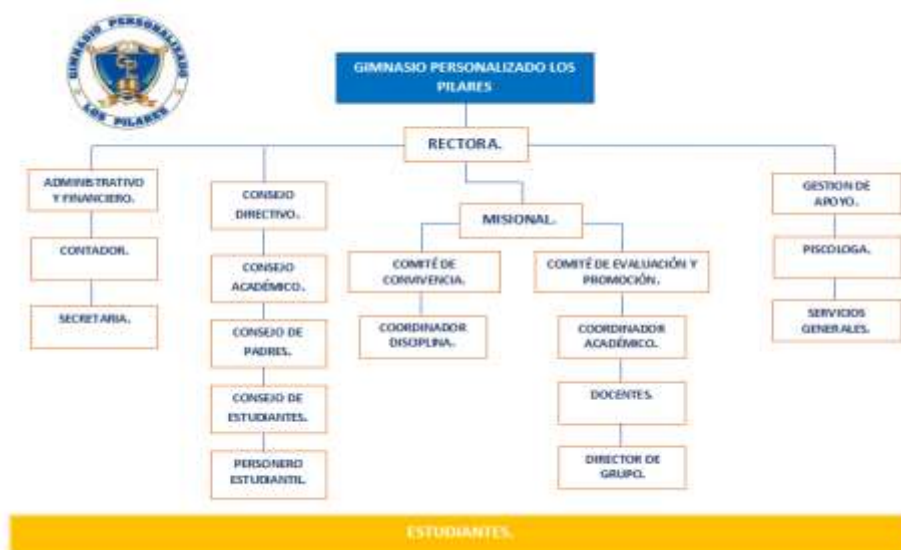 GIMNASIO PERSONALIZADO
LOS PILARES
GIMNASIO PERSONALIZADO LOS
PILARES
RECTORA.
ADMINISTRATIVO
Y FINANCIERO.
CONTADOR.
SECRETARIA.
CONSEJO
DIRECTIVO.
CONSEJO
ACADÉMICO.
CONSEJO DE
PADRES.
CONSEJO DE
ESTUDIANTES.
PERSONERO
ESTUDIANTIL.
MISIONAL.
COMITÉ DE
CONVIVENCIA.
COORDINADOR
DISCIPLINA.
COMITÉ DE EVALUACIÓN Y
PROMOCIÓN.
COORDINADOR
ACADÉMICO.
DOCENTES.
DIRECTOR DE
GRUPO.
GESTION DE
APOYO.
PISCOLOGA.
SERVICIOS
GENERALES.
ESTUDIANTES.